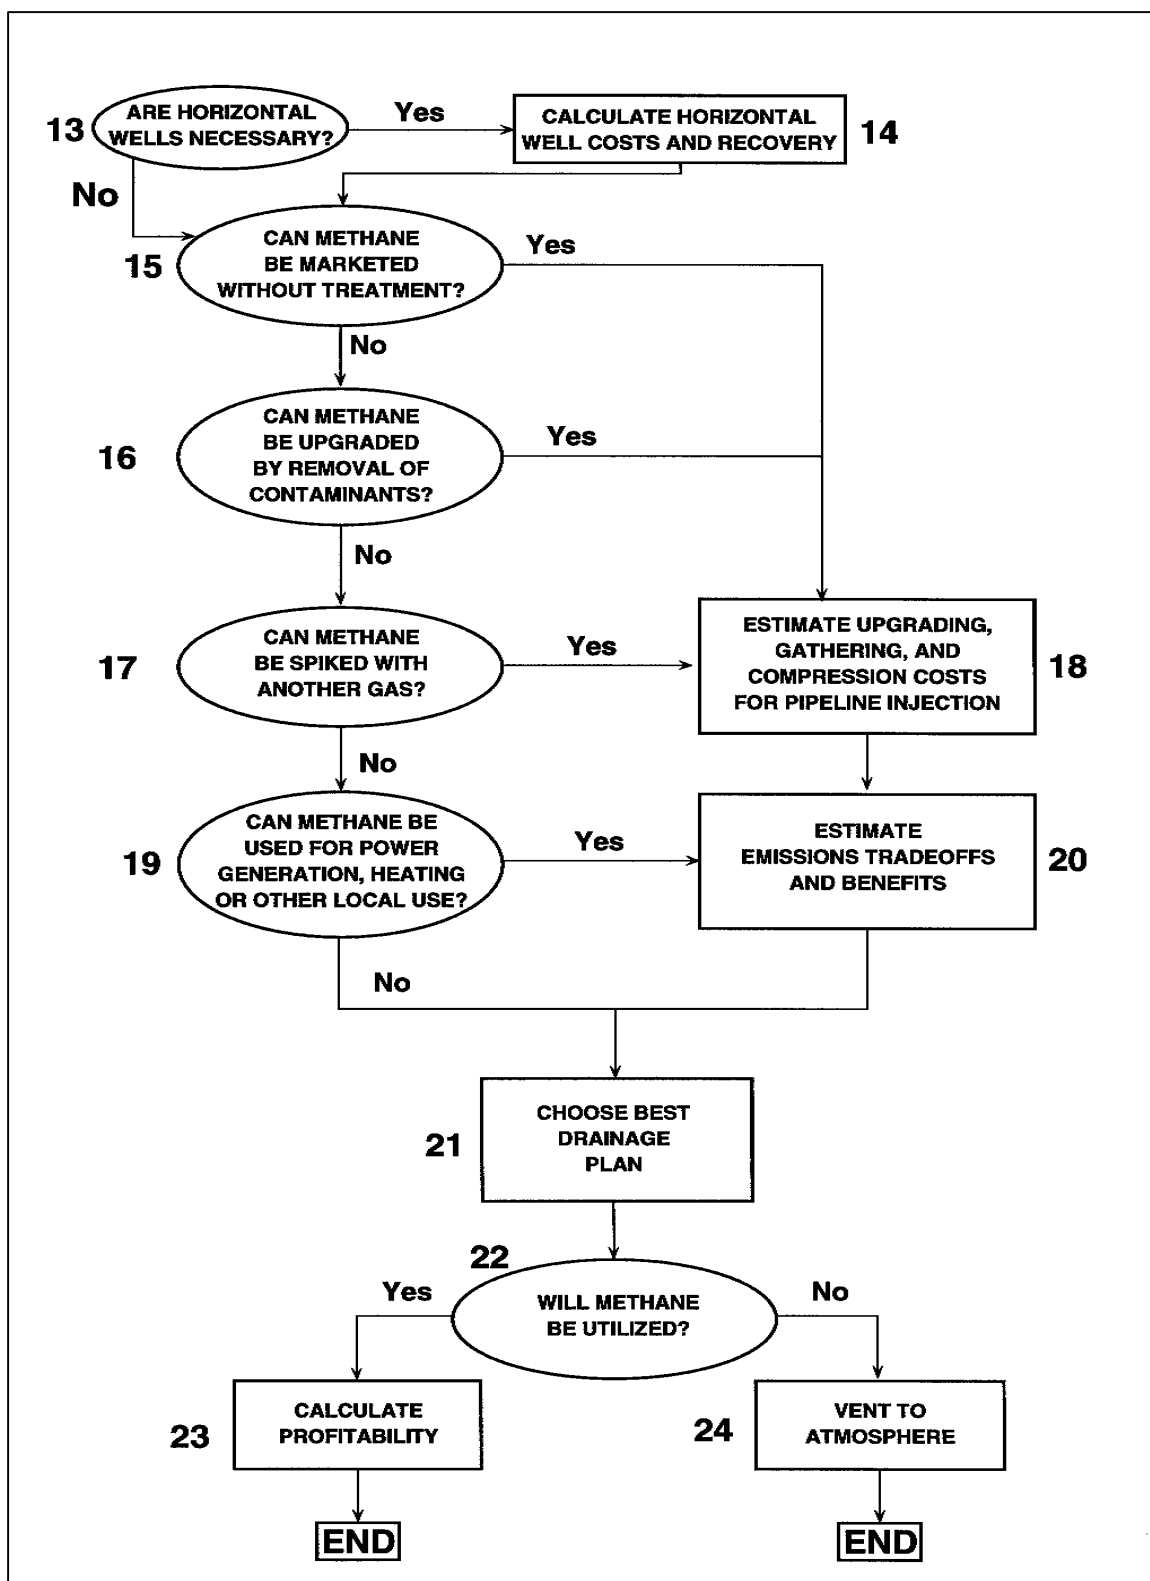 13
ARE HORIZONTAL
WELLS NECESSARY?
Yes
CALCULATE HORIZONTAL
WELL COSTS AND RECOVERY
14
No
15
CAN METHANE
BE MARKETED
WITHOUT TREATMENT?
Yes
No
16
CAN METHANE
BE UPGRADED
BY REMOVAL OF
CONTAMINANTS?
Yes
No
17
CAN METHANE
BE SPIKED WITH
ANOTHER GAS?
Yes
ESTIMATE UPGRADING,
GATHERING, AND
COMPRESSION COSTS
FOR PIPELINE INJECTION
18
No
19
CAN METHANE BE
USED FOR POWER
GENERATION, HEATING
OR OTHER LOCAL USE?
Yes
ESTIMATE
EMISSIONS TRADEOFFS
AND BENEFITS
20
No
21
CHOOSE BEST
DRAINAGE
PLAN
22
Yes
WILL METHANE
BE UTILIZED?
No
23
CALCULATE
PROFITABILITY
24
VENT TO
ATMOSPHERE
END
END